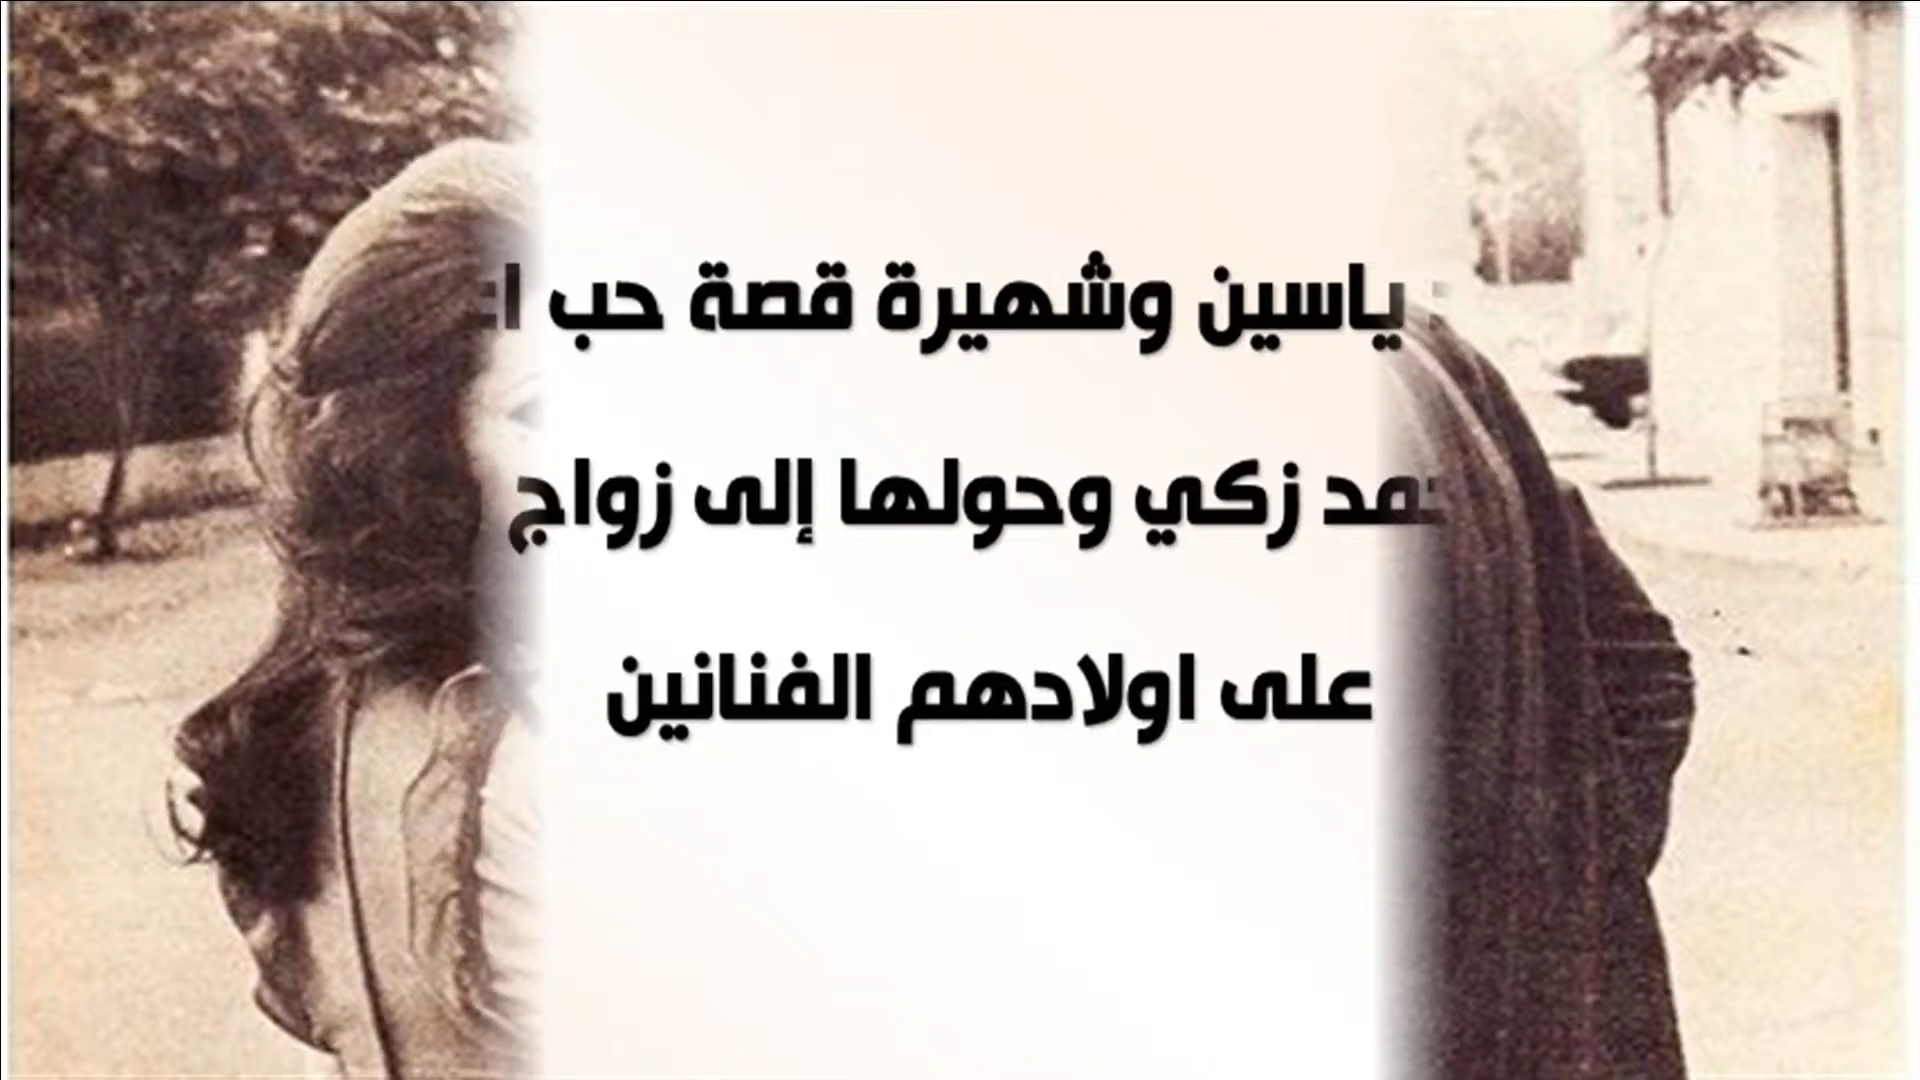 ياسين وشهيرة قصة حب
زكي وحولها إلى زواج
على اولادهم الفنانين